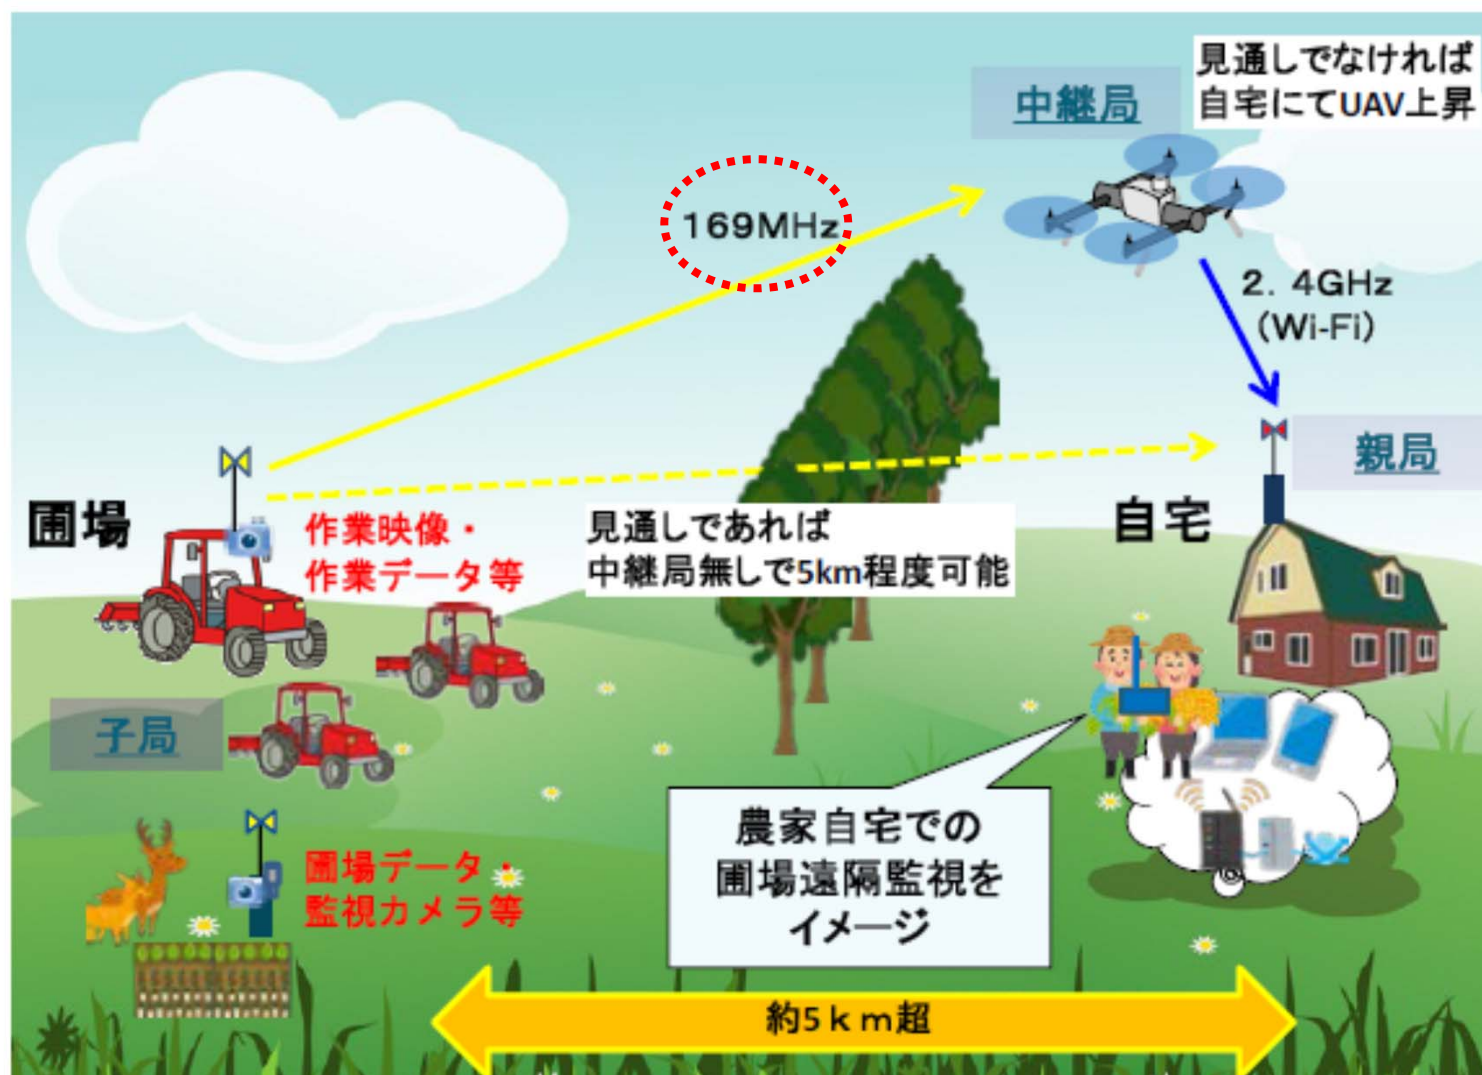 見通しでなければ
自宅にてUAV上昇
中継局
169MHz
2. 4GHz
(Wi-Fi)
親局
圃場
作業映像・
作業データ等
見通しであれば
中継局無しで5km程度可能
自宅
子局
農家自宅での
圃場遠隔監視を
イメージ
圃場データ・
監視カメラ等
約5km超